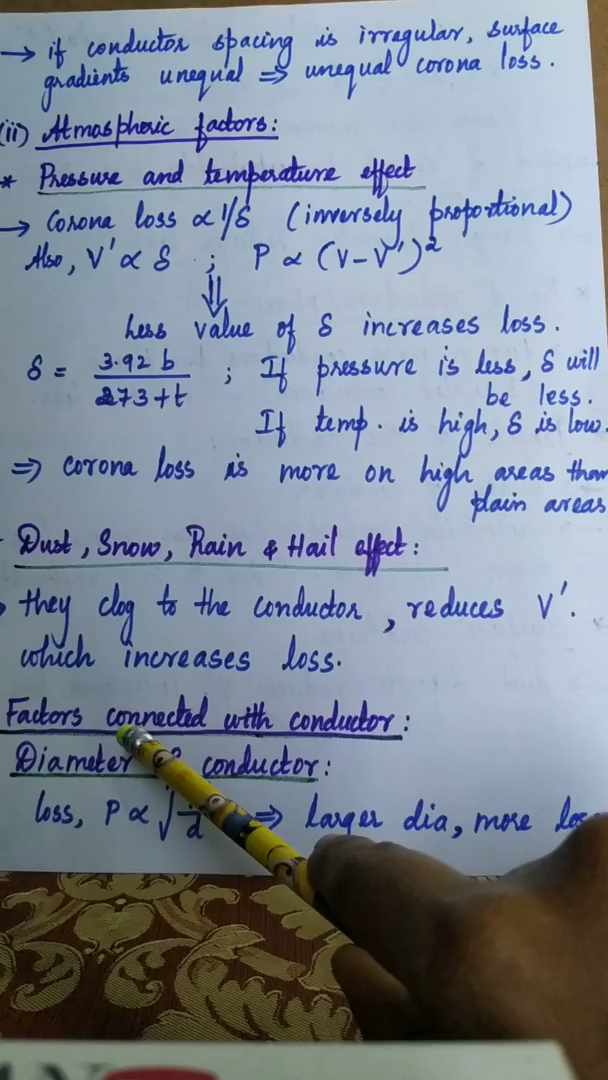 → if conductor spacing is irregular, surface
gradients unequal ⇒ unequal corona loss.
(ii) Atmospheric factors:
* Pressure and temperature effect
→ Corona loss ∝ 1/δ (inversely proportional)
Also, V' ∝ δ ; P ∝ (V-V')²
⇓
Less value of δ increases loss.
δ = 3.92 b / 273+t ; If pressure is less, δ will
be less.
If temp. is high, δ is low.
⇒ corona loss is more on high areas than
plain areas
Dust, Snow, Rain & Hail effect:
they clog to the conductor, reduces V'.
which increases loss.
Factors connected with conductor:
Diameter conductor:
loss, P ∝ √ d ⇒ larger dia, more